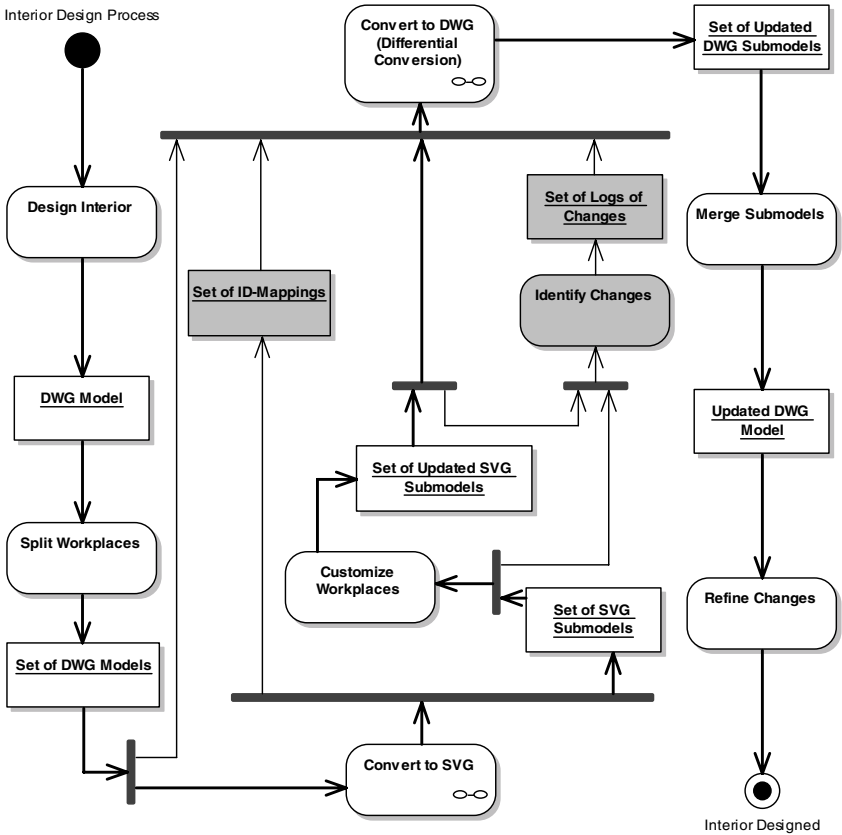 Interior Design Process
Design Interior
DWG Model
Split Workplaces
Set of DWG Models
Convert to DWG
(Differential
Conversion)
Set of ID-Mappings
Set of Logs of
Changes
Identify Changes
Set of Updated SVG
Submodels
Customize
Workplaces
Set of SVG
Submodels
Convert to SVG
Set of Updated
DWG Submodels
Merge Submodels
Updated DWG
Model
Refine Changes
Interior Designed